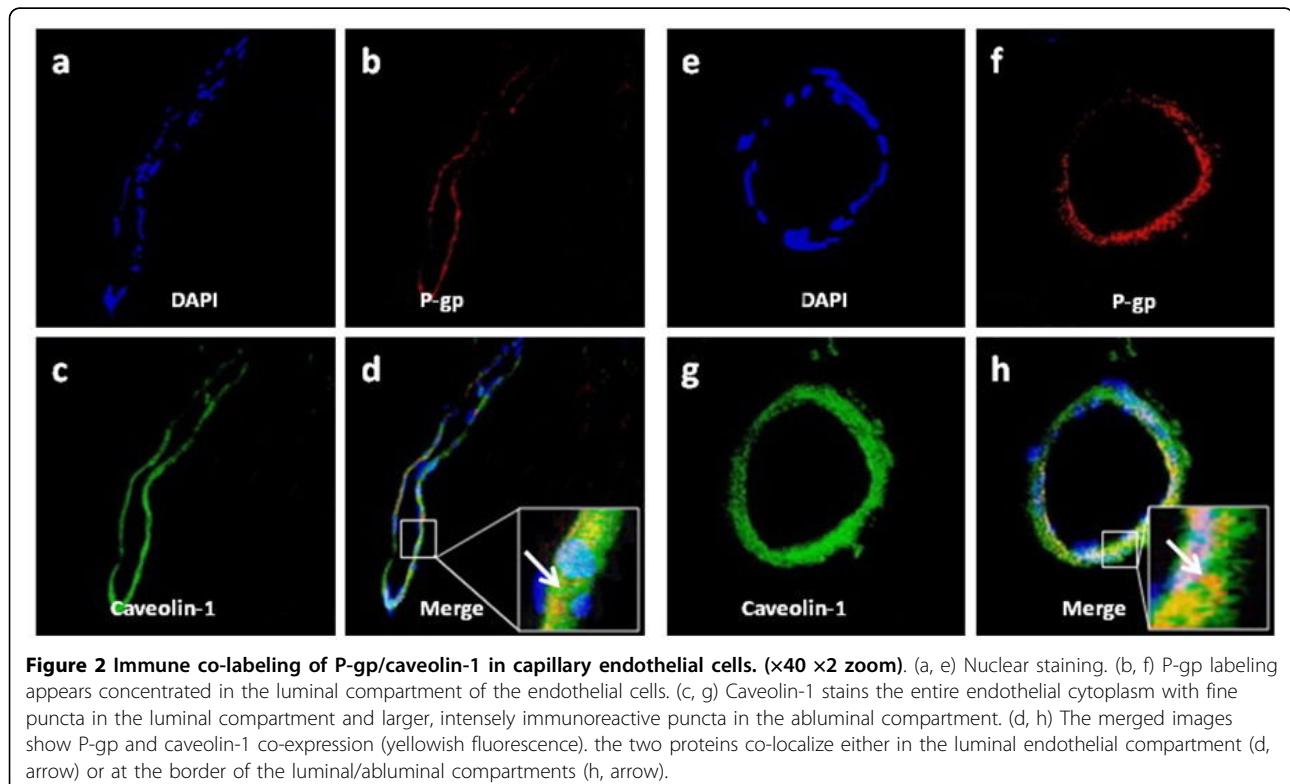 a
b
e
f
DAPI
P-gp
DAPI
P-gp
c
d
g
h
Caveolin-1
Merge
Caveolin-1
Merge
Figure 2 Immune co-labeling of P-gp/caveolin-1 in capillary endothelial cells. (×40 ×2 zoom). (a, e) Nuclear staining. (b, f) P-gp labeling
appears concentrated in the luminal compartment of the endothelial cells. (c, g) Caveolin-1 stains the entire endothelial cytoplasm with fine
puncta in the luminal compartment and larger, intensely immunoreactive puncta in the abluminal compartment. (d, h) The merged images
show P-gp and caveolin-1 co-expression (yellowish fluorescence). the two proteins co-localize either in the luminal endothelial compartment (d,
arrow) or at the border of the luminal/abluminal compartments (h, arrow).